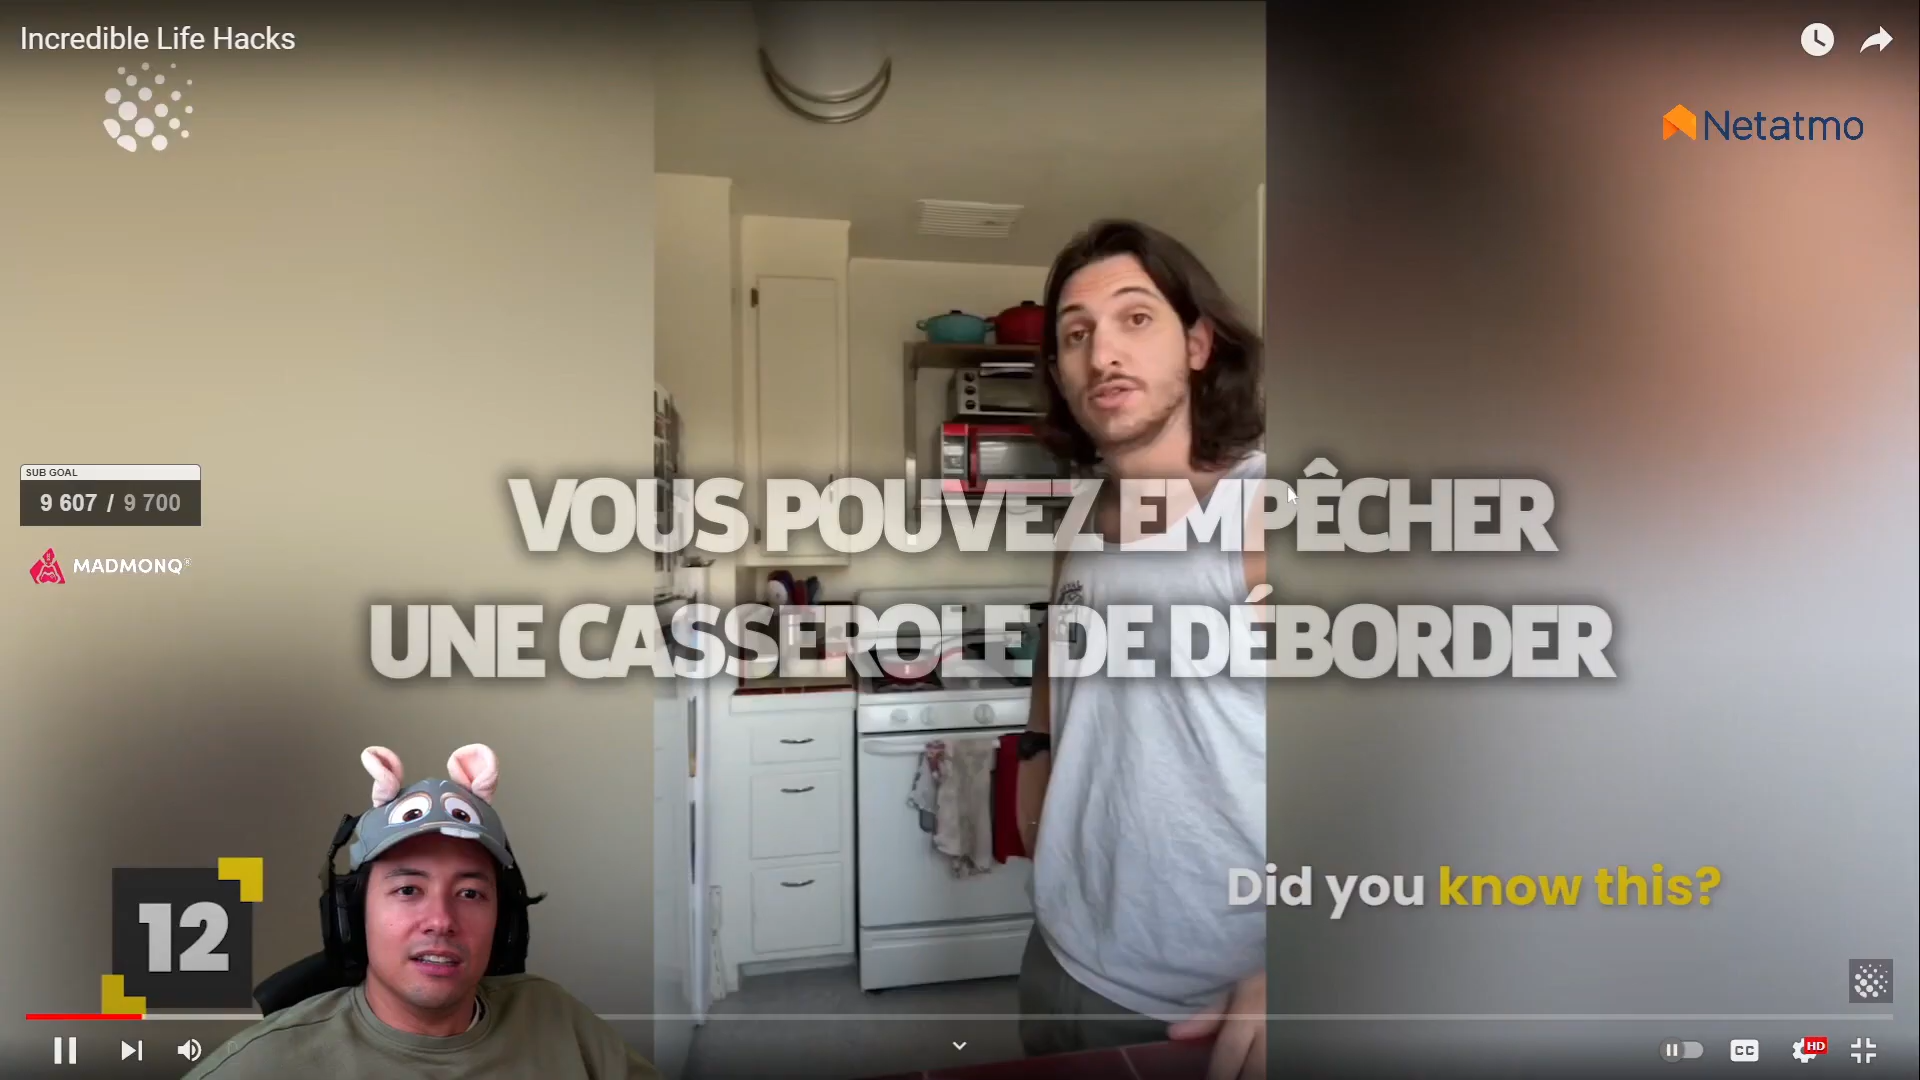 Incredible Life Hacks
Netatmo
SUB GOAL
9 607 / 9 700
MADMONQ®
VOUS POUVEZ EMPÊCHER
UNE CASSEROLE DE DÉBORDER
Did you know this?
12
CC
HD